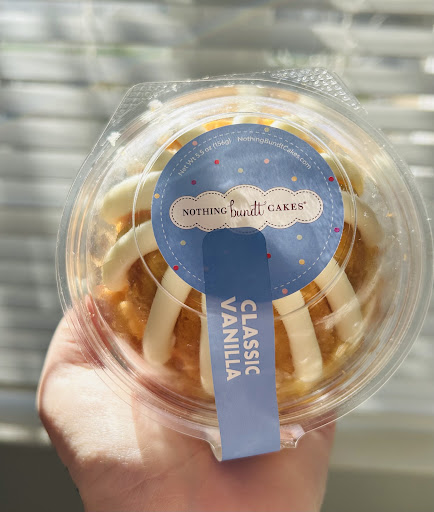 Net Wt 5.5 oz (156g) NothingBundtCakes.com
NOTHING bundt CAKES®
CLASSIC
VANILLA